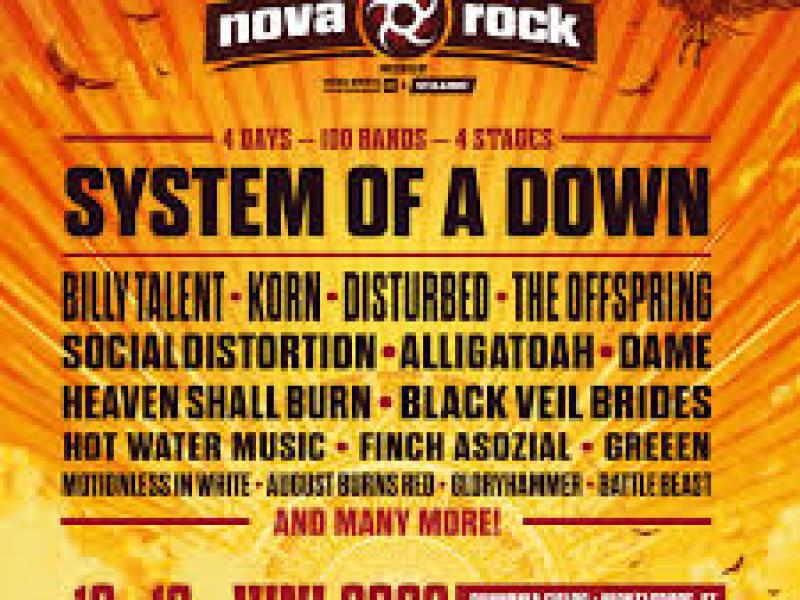 nova rock
4 DAYS – 100 BANDS – 4 STAGES
SYSTEM OF A DOWN
BILLY TALENT • KORN • DISTURBED • THE OFFSPRING
SOCIAL DISTORTION • ALLIGATOAH • DAME
HEAVEN SHALL BURN • BLACK VEIL BRIDES
HOT WATER MUSIC • FINCH ASOZIAL • GREEEN
MOTIONLESS IN WHITE • AUGUST BURNS RED • GLORYHAMMER • BATTLE BEAST
AND MANY MORE!
JUNI